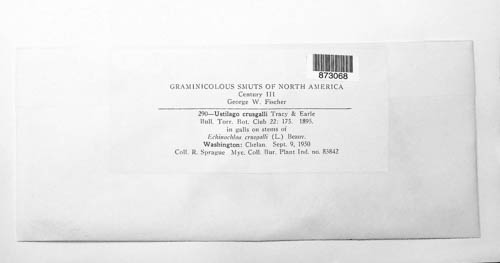 873068
GRAMINICOLOUS SMUTS OF NORTH AMERICA
Century III
George W. Fischer
290—Ustilago crusgalli Tracy & Earle
Bull. Torr. Bot. Club 22: 175. 1895.
in galls on stems of
Echinochloa crusgalli (L.) Beauv.
Washington: Chelan. Sept. 9, 1950
Coll. R. Sprague Myc. Coll. Bur. Plant Ind. no. 83842